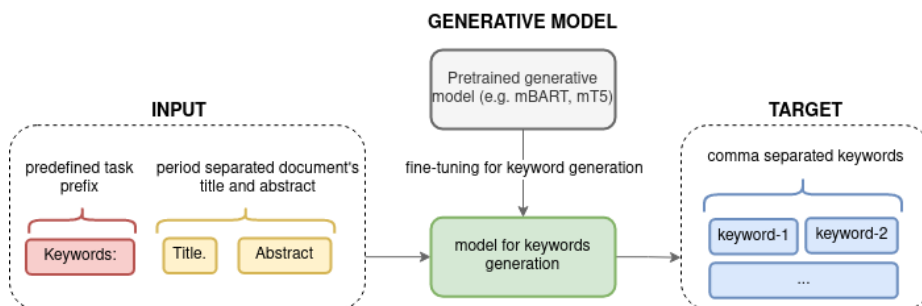 GENERATIVE MODEL
Pretrained generative
model (e.g. mBART, mT5)
INPUT
TARGET
predefined task
prefix
period separated document's
title and abstract
fine-tuning for keyword generation
comma separated keywords
Keywords:
Title.
Abstract
model for keywords
generation
keyword-1
keyword-2
...